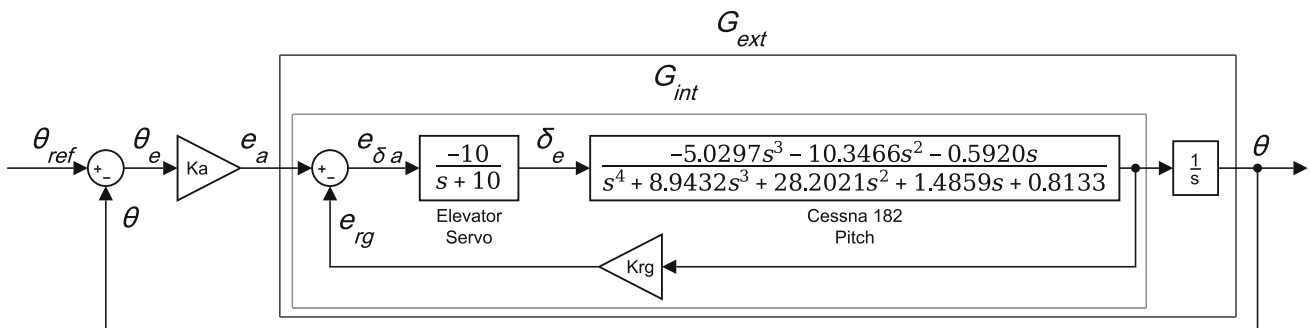 G_ext
G_int
θ_ref
+
−
θ_e
Ka
e_a
+
−
e_δ a
−10
s + 10
Elevator
Servo
δ_e
−5.0297s³ − 10.3466s² − 0.5920s
s⁴ + 8.9432s³ + 28.2021s² + 1.4859s + 0.8133
Cessna 182
Pitch
1
s
θ
θ
e_rg
Krg